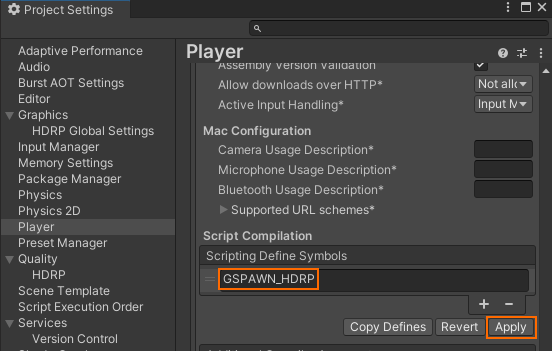 Project Settings
Adaptive Performance
Audio
Burst AOT Settings
Editor
Graphics
HDRP Global Settings
Input Manager
Memory Settings
Package Manager
Physics
Physics 2D
Player
Preset Manager
Quality
HDRP
Scene Template
Script Execution Order
Services
Version Control
Player
Assembly Version Validation
Allow downloads over HTTP*
Not allo
Active Input Handling*
Input M
Mac Configuration
Camera Usage Description*
Microphone Usage Description*
Bluetooth Usage Description*
Supported URL schemes*
Script Compilation
Scripting Define Symbols
GSPAWN_HDRP
+ −
Copy Defines
Revert
Apply